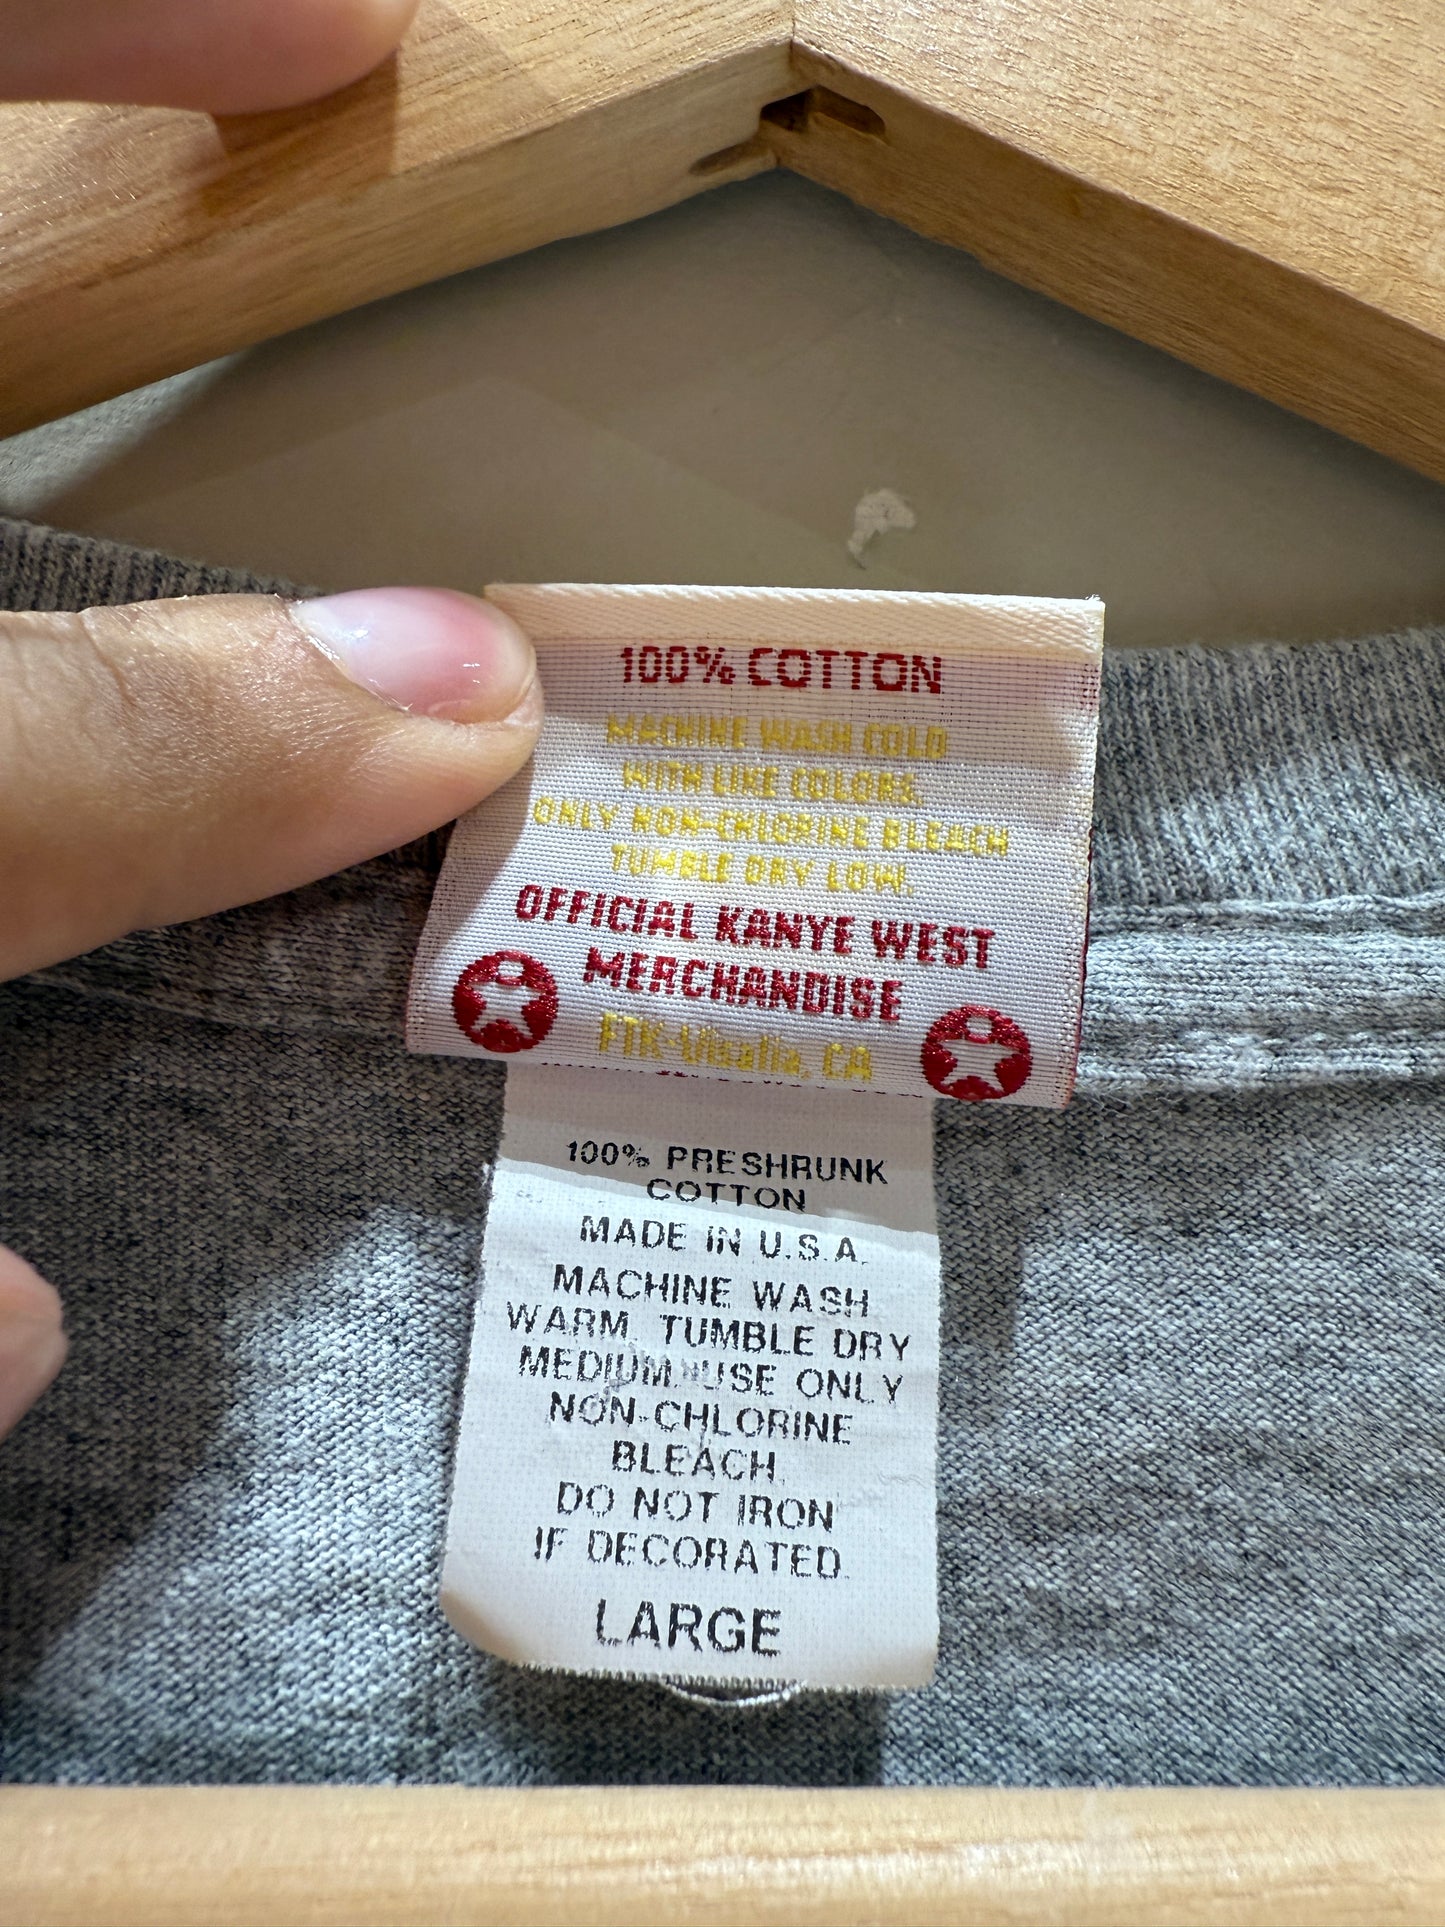 100% COTTON
MACHINE WASH COLD
WITH LIKE COLORS.
ONLY NON-CHLORINE BLEACH
TUMBLE DRY LOW.
OFFICIAL KANYE WEST
MERCHANDISE
FTK-Visalia, CA
100% PRESHRUNK
COTTON
MADE IN U.S.A.
MACHINE WASH
WARM. TUMBLE DRY
MEDIUM. USE ONLY
NON-CHLORINE
BLEACH.
DO NOT IRON
IF DECORATED.
LARGE